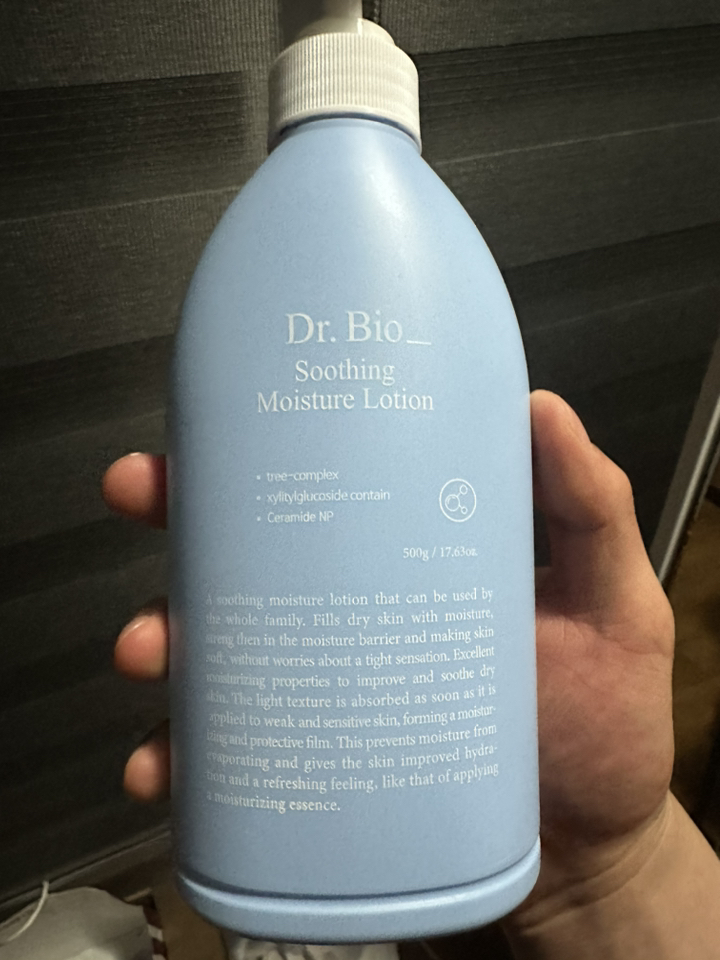 Dr. Bio_
Soothing
Moisture Lotion
• tree-complex
• xylitylglucoside contain
• Ceramide NP
500g / 17.63oz.
A soothing moisture lotion that can be used by
the whole family. Fills dry skin with moisture,
streng then in the moisture barrier and making skin
soft, without worries about a tight sensation. Excellent
moisturizing properties to improve and soothe dry
skin. The light texture is absorbed as soon as it is
applied to weak and sensitive skin, forming a moistur-
izing and protective film. This prevents moisture from
evaporating and gives the skin improved hydra-
tion and a refreshing feeling, like that of applying
a moisturizing essence.